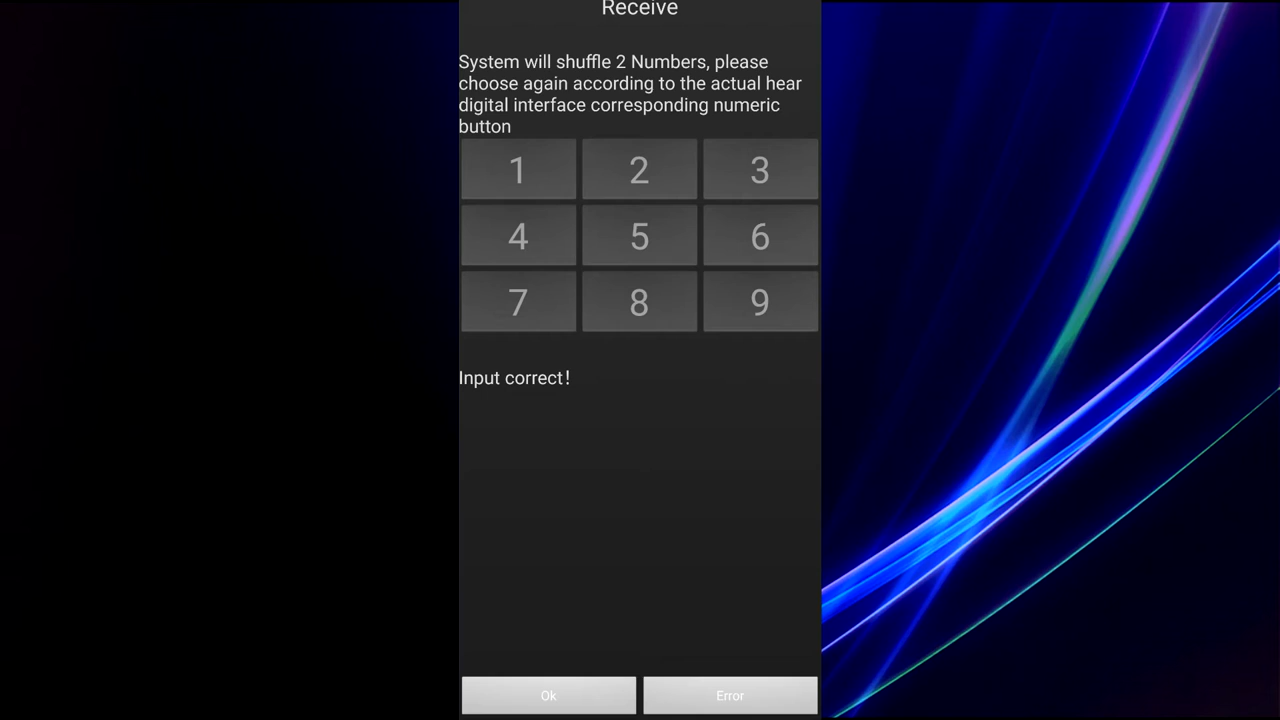 Receive
System will shuffle 2 Numbers, please
choose again according to the actual hear
digital interface corresponding numeric
button
1 2 3
4 5 6
7 8 9
Input correct!
Ok Error